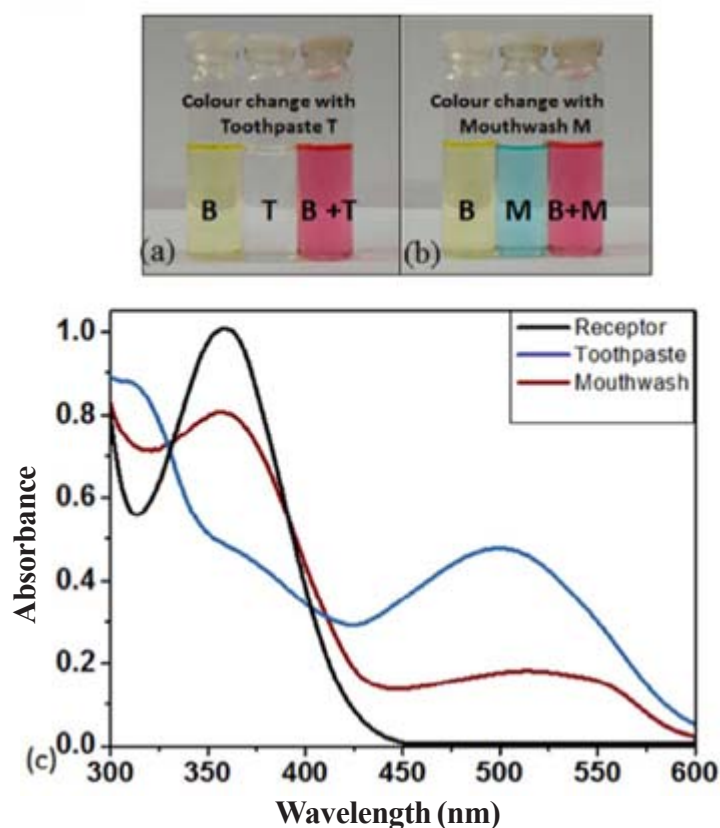 Colour change with
Toothpaste T
B T B +T
(a)
Colour change with
Mouthwash M
B M B+M
(b)
Receptor
Toothpaste
Mouthwash
1.0
0.8
0.6
0.4
0.2
0.0
Absorbance
300 350 400 450 500 550 600
Wavelength (nm)
(c)